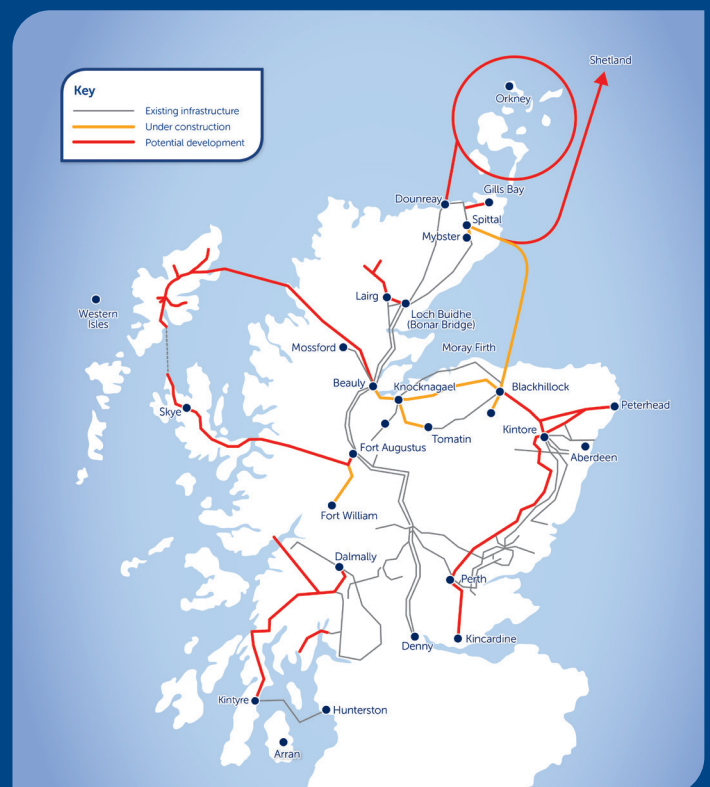 Key
Existing infrastructure
Under construction
Potential development
Shetland
Orkney
Dounreay
Gills Bay
Spittal
Mybster
Western
Isles
Lairg
Loch Buidhe
(Bonar Bridge)
Mossford
Moray Firth
Beauly
Knocknagael
Blackhillock
Skye
Peterhead
Tomatin
Kintore
Fort Augustus
Aberdeen
Fort William
Dalmally
Perth
Denny
Kincardine
Kintyre
Hunterston
Arran